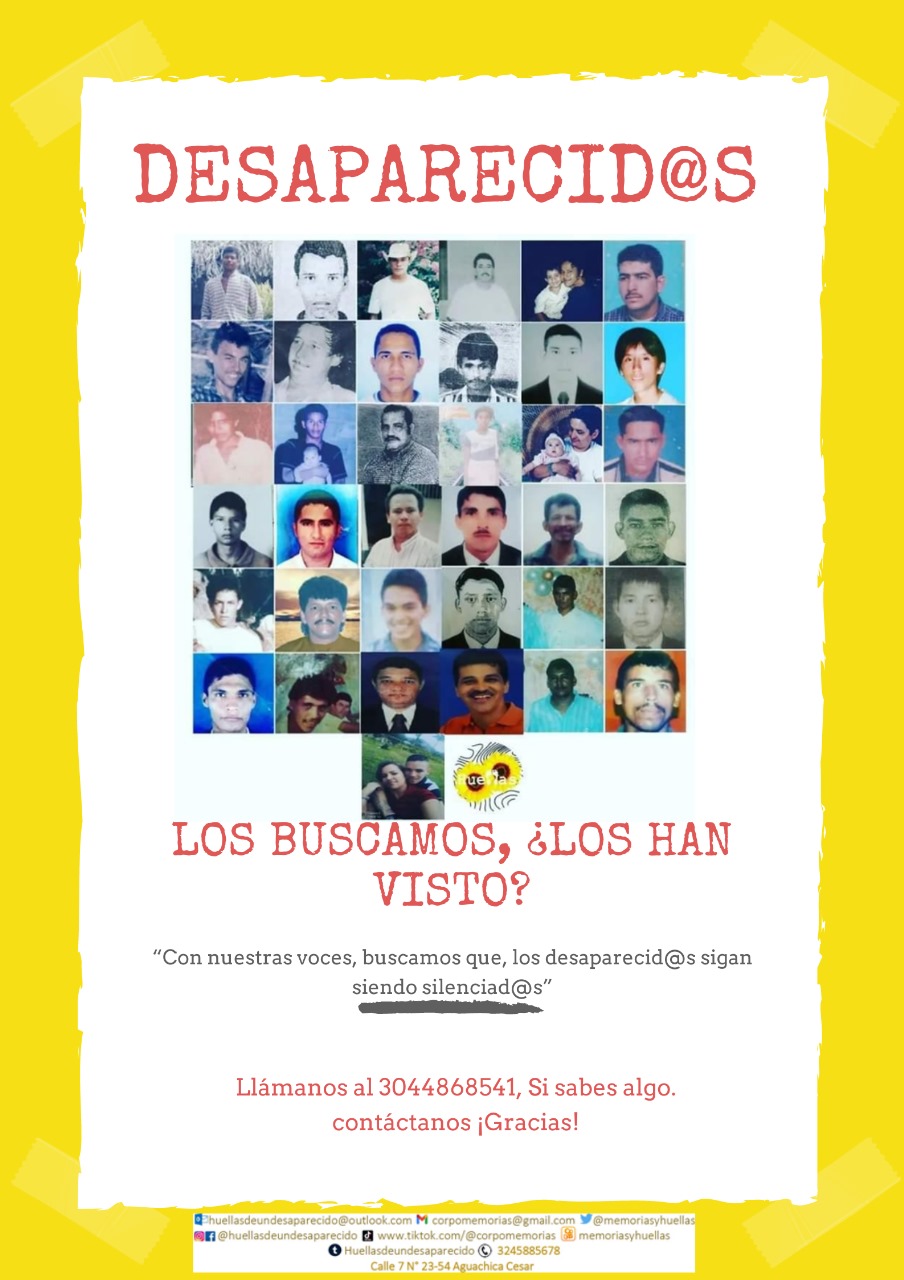 DESAPARECID@S
Huellas
LOS BUSCAMOS, ¿LOS HAN
VISTO?
“Con nuestras voces, buscamos que, los desaparecid@s sigan
siendo silenciad@s”
Llámanos al 3044868541, Si sabes algo.
contáctanos ¡Gracias!
huellasdeundesaparecido@outlook.com corpomemorias@gmail.com @memoriasyhuellas
@huellasdeundesaparecido www.tiktok.com/@corpomemorias memoriasyhuellas
Huellasdeundesaparecido 3245885678
Calle 7 N° 23-54 Aguachica Cesar